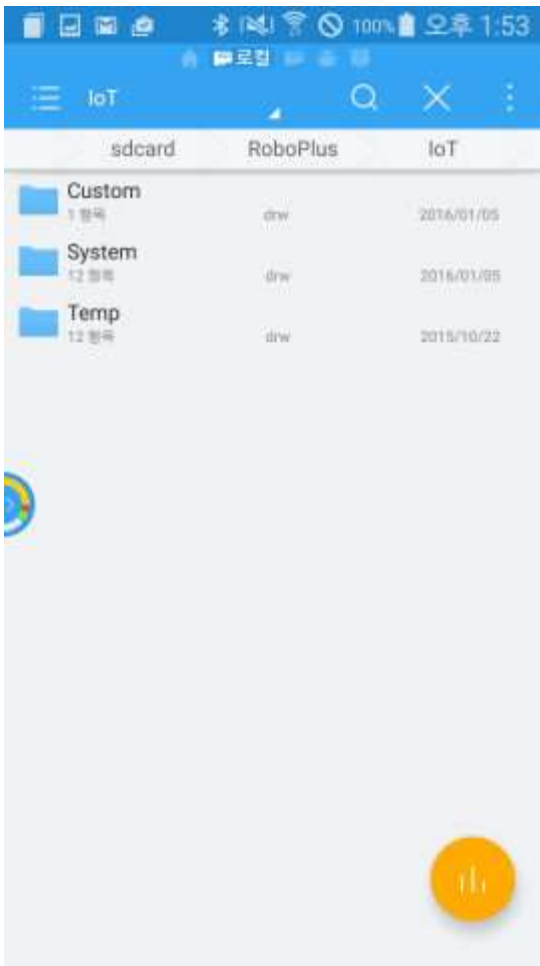 100% 오후 1:53
로컬
IoT
sdcard RoboPlus IoT
Custom
1 항목 drw 2016/01/05
System
12 항목 drw 2016/01/05
Temp
12 항목 drw 2015/10/22